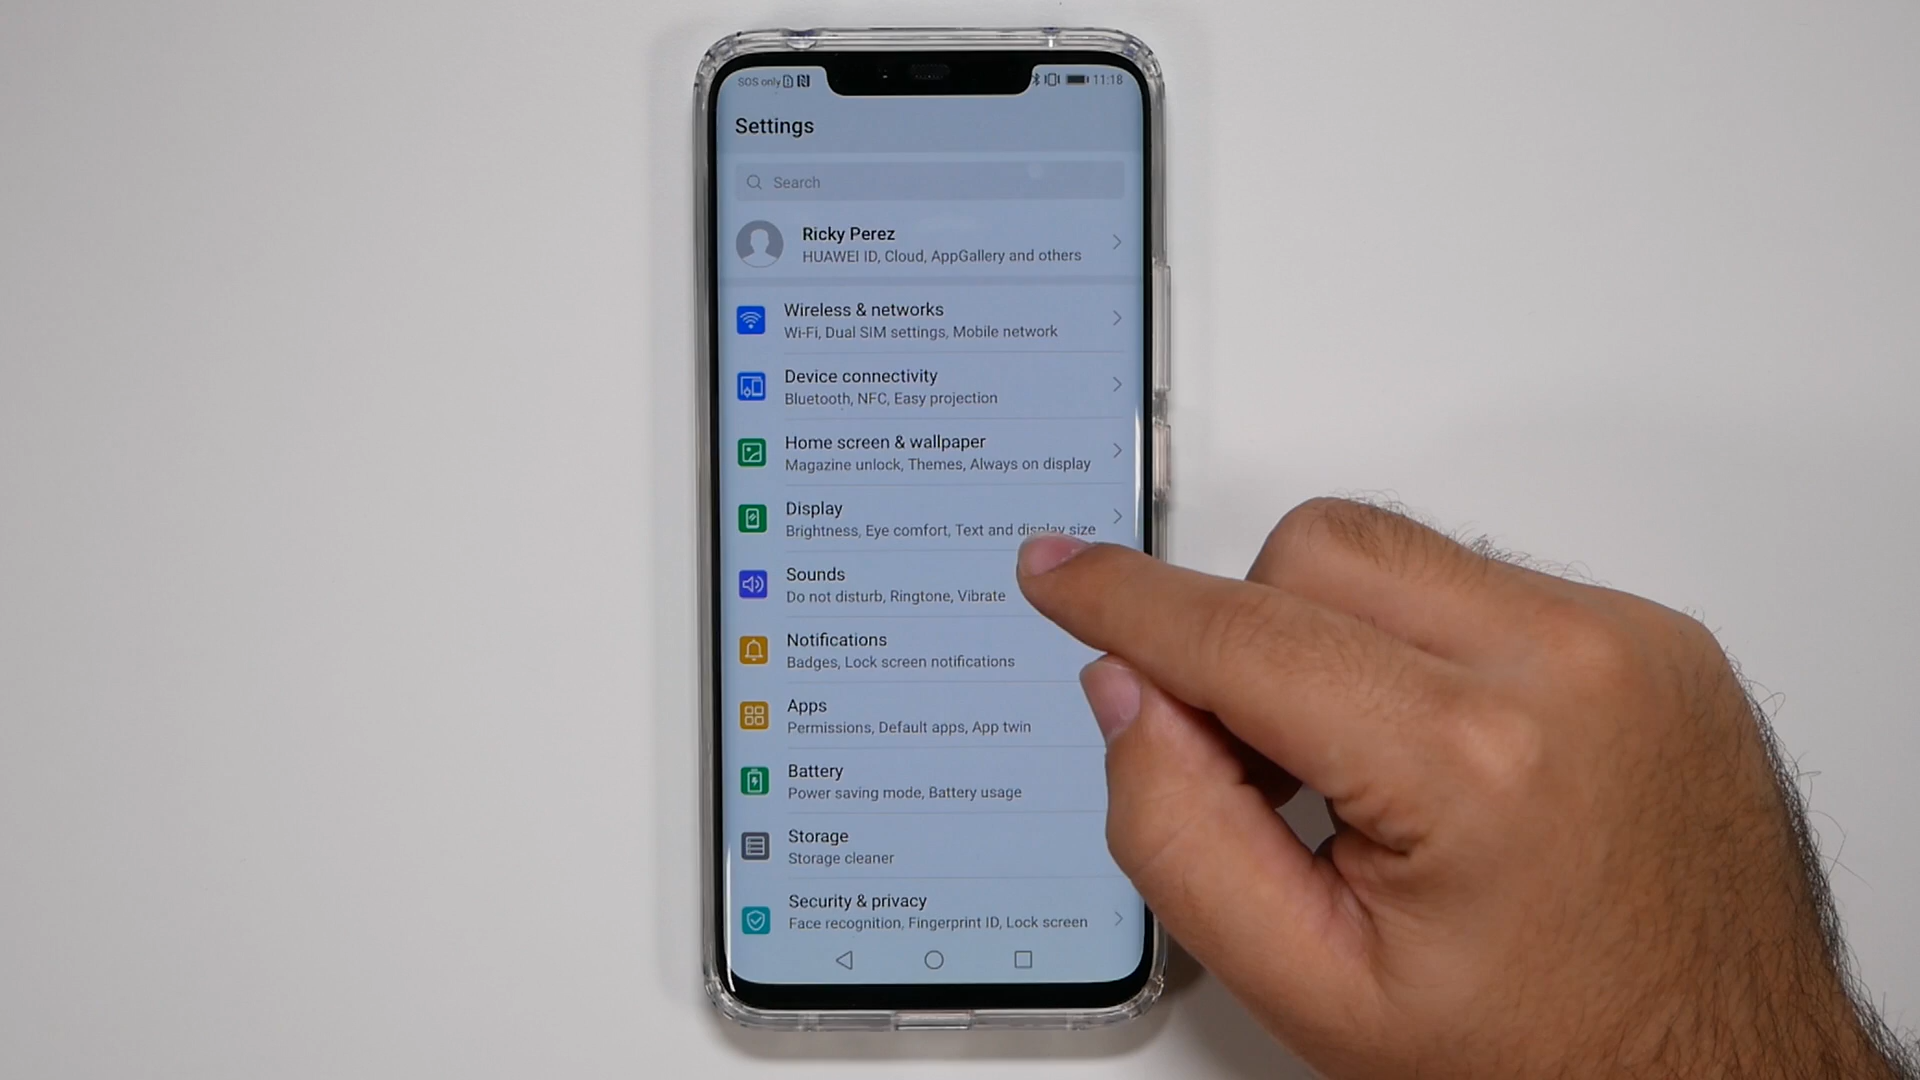 SOS only 11:18
Settings
Search
Ricky Perez
HUAWEI ID, Cloud, AppGallery and others
Wireless & networks
Wi-Fi, Dual SIM settings, Mobile network
Device connectivity
Bluetooth, NFC, Easy projection
Home screen & wallpaper
Magazine unlock, Themes, Always on display
Display
Brightness, Eye comfort, Text and display size
Sounds
Do not disturb, Ringtone, Vibrate
Notifications
Badges, Lock screen notifications
Apps
Permissions, Default apps, App twin
Battery
Power saving mode, Battery usage
Storage
Storage cleaner
Security & privacy
Face recognition, Fingerprint ID, Lock screen